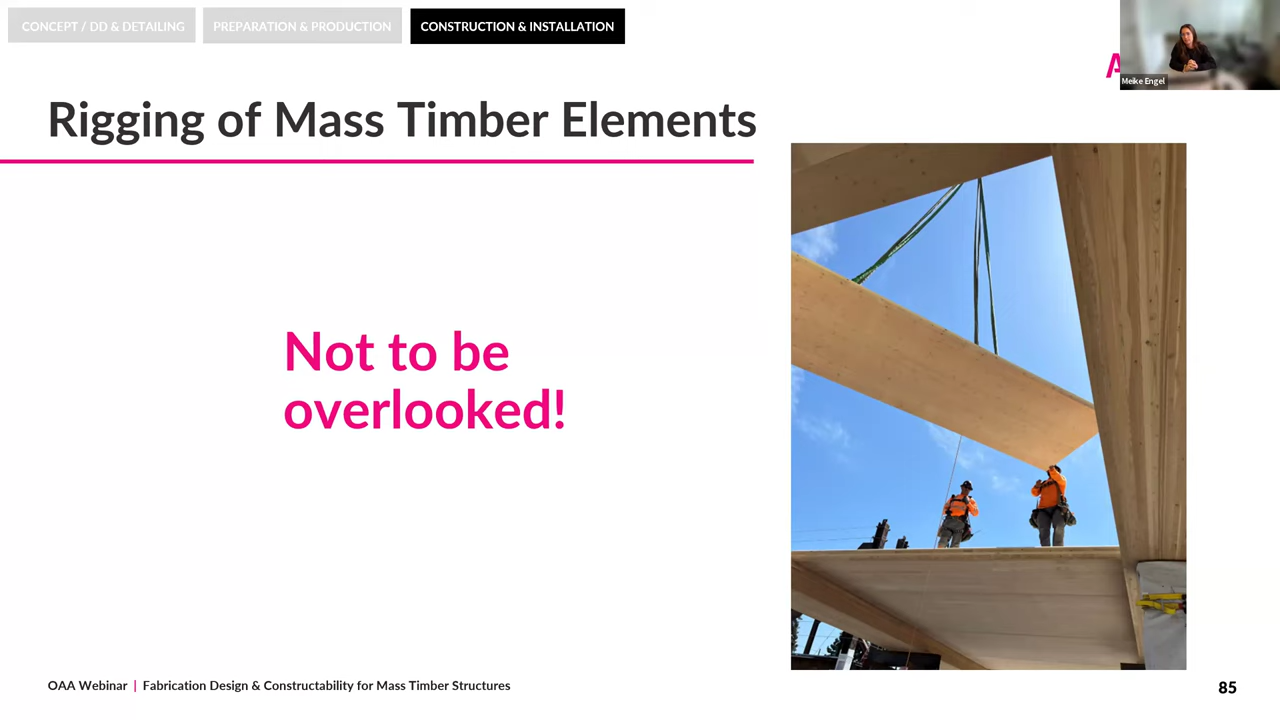 CONCEPT / DD & DETAILING
PREPARATION & PRODUCTION
CONSTRUCTION & INSTALLATION
A
Meike Engel
Rigging of Mass Timber Elements
Not to be
overlooked!
OAA Webinar | Fabrication Design & Constructability for Mass Timber Structures
85